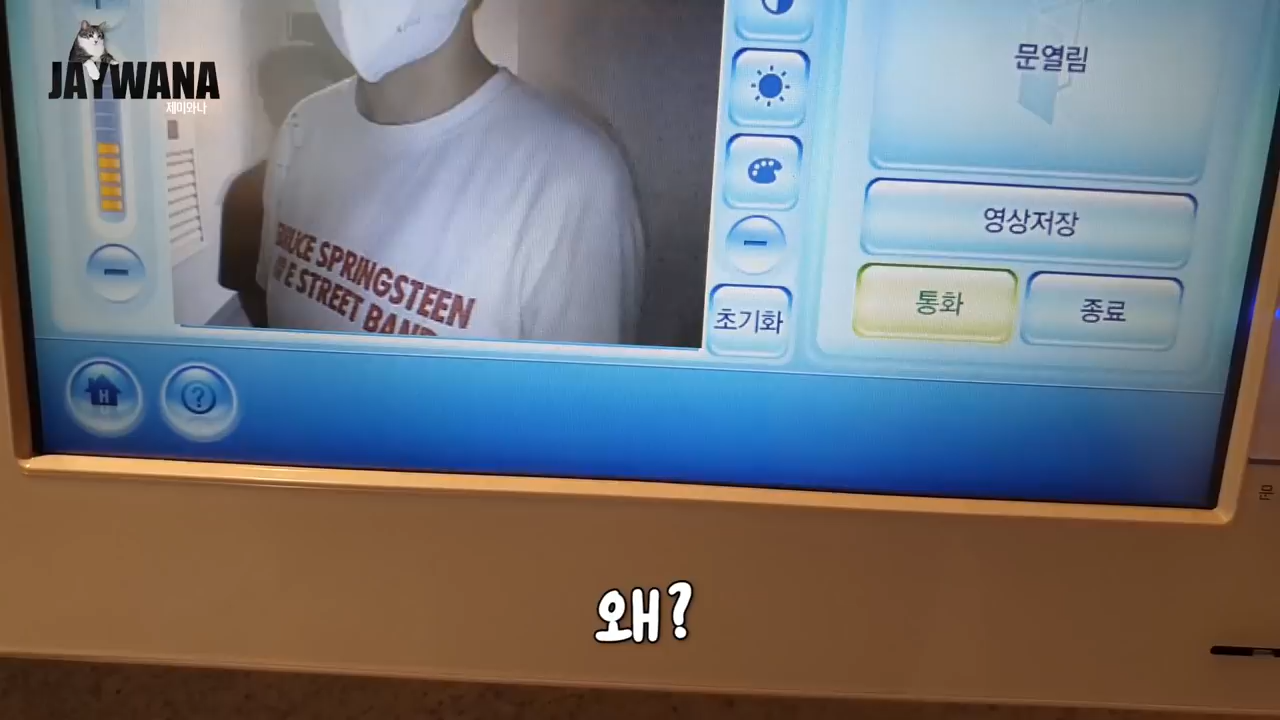 JAYWANA
제미와나
문열림
영상저장
통화
종료
초기화
BRUCE SPRINGSTEEN
E STREET BAND
H
?
왜?